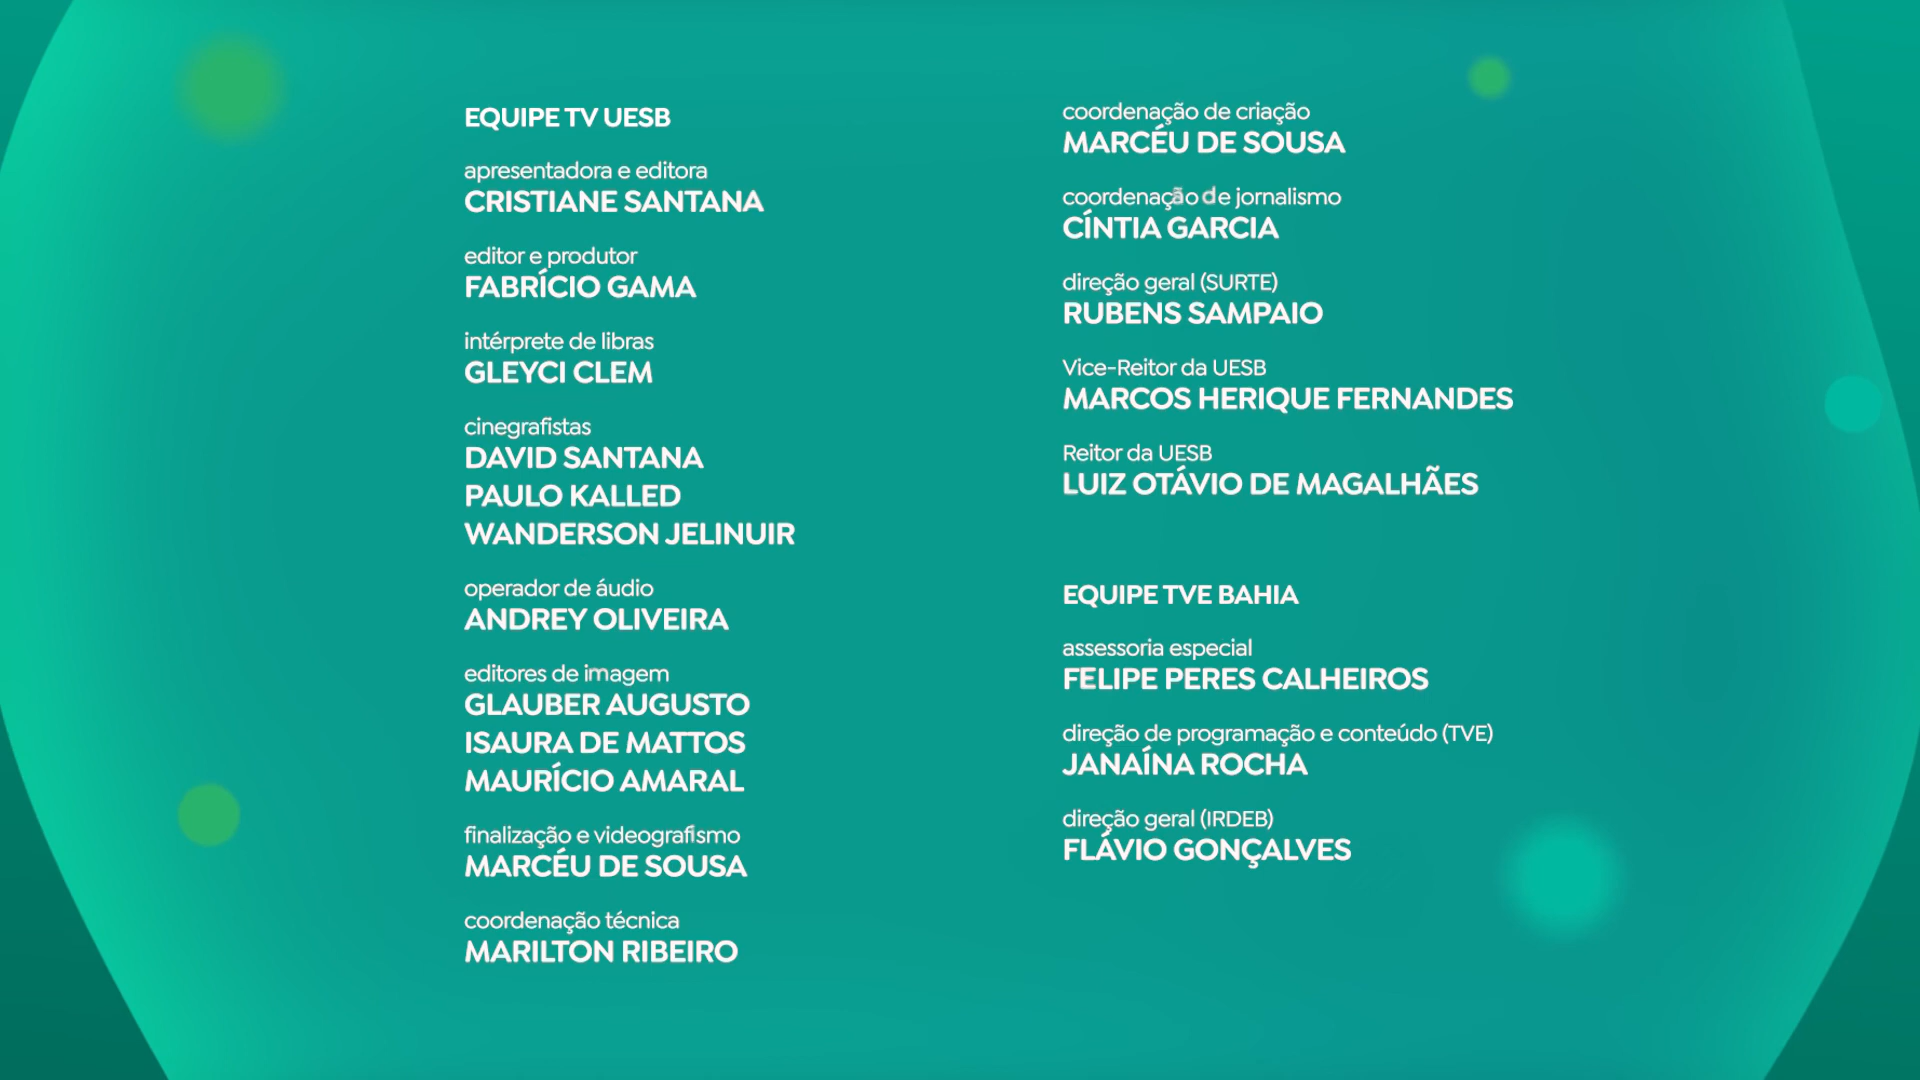 EQUIPE TV UESB
apresentadora e editora
CRISTIANE SANTANA
editor e produtor
FABRÍCIO GAMA
intérprete de libras
GLEYCI CLEM
cinegrafistas
DAVID SANTANA
PAULO KALLED
WANDERSON JELINUIR
operador de áudio
ANDREY OLIVEIRA
editores de imagem
GLAUBER AUGUSTO
ISAURA DE MATTOS
MAURÍCIO AMARAL
finalização e videografismo
MARCÉU DE SOUSA
coordenação técnica
MARILTON RIBEIRO
coordenação de criação
MARCÉU DE SOUSA
coordenação de jornalismo
CÍNTIA GARCIA
direção geral (SURTE)
RUBENS SAMPAIO
Vice-Reitor da UESB
MARCOS HERIQUE FERNANDES
Reitor da UESB
LUIZ OTÁVIO DE MAGALHÃES
EQUIPE TVE BAHIA
assessoria especial
FELIPE PERES CALHEIROS
direção de programação e conteúdo (TVE)
JANAÍNA ROCHA
direção geral (IRDEB)
FLÁVIO GONÇALVES